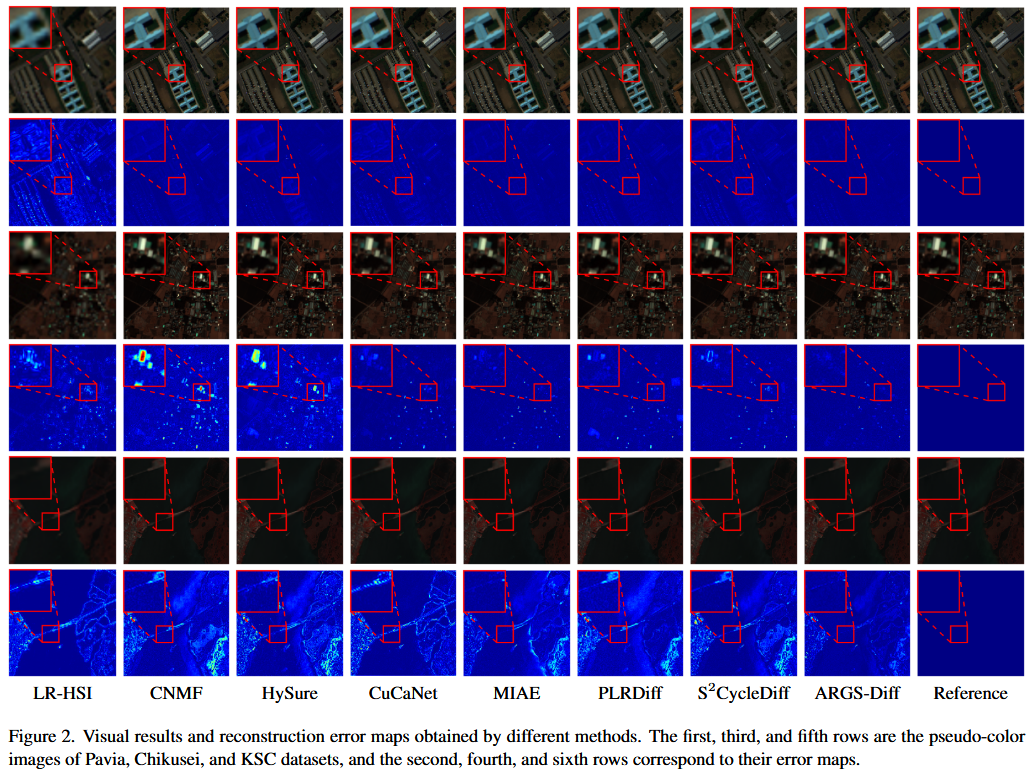 LR-HSI CNMF HySure CuCaNet MIAE PLRDiff S²CycleDiff ARGS-Diff Reference
Figure 2. Visual results and reconstruction error maps obtained by different methods. The first, third, and fifth rows are the pseudo-color
images of Pavia, Chikusei, and KSC datasets, and the second, fourth, and sixth rows correspond to their error maps.